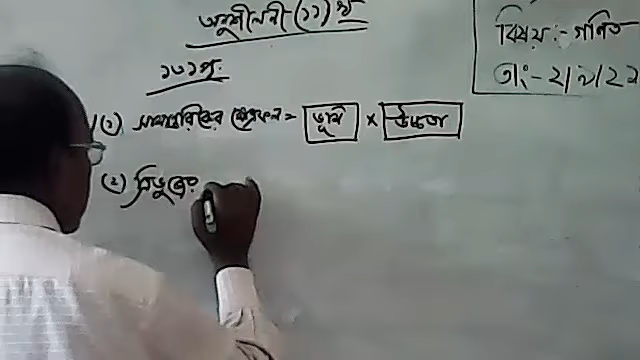 অনুশীলনী (১১) খ
বিষয়:- গণিত
১০১পৃ:
তাং:- ২/৯/২২
(১) সামান্তরিকের ক্ষেত্রফল = ভূমি × উচ্চতা
(২) ত্রিভুজের